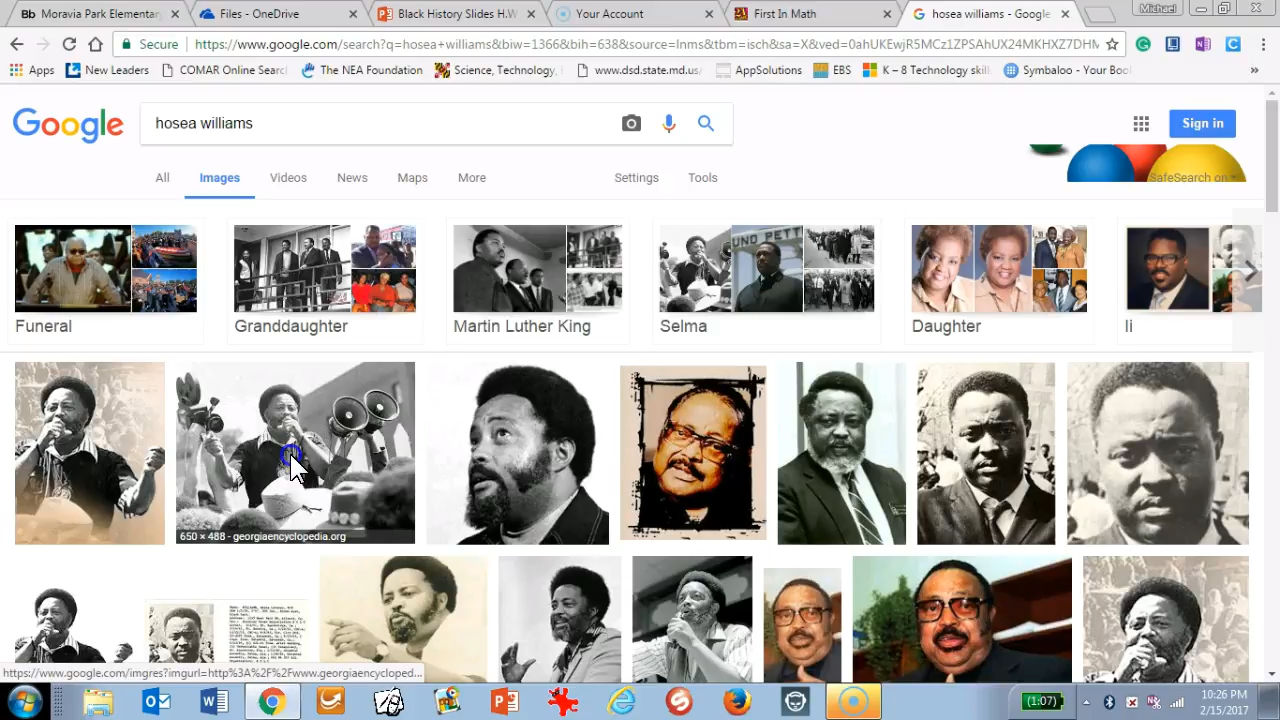 Moravia Park Elementary
Files - OneDrive
Black History Slides H.W
Your Account
First In Math
hosea williams - Google
Michael
Secure
https://www.google.com/search?q=hosea+williams&biw=1366&bih=638&source=lnms&tbm=isch&sa=X&ved=0ahUKEwjR5MCz1ZPSAhUX24MKHXZ7DHM
Apps
New Leaders
COMAR Online Searc
The NEA Foundation
Science, Technology
www.dsd.state.md.us/
AppSolutions
EBS
K – 8 Technology skill
Symbaloo - Your Boo
Google
hosea williams
Sign in
All
Images
Videos
News
Maps
More
Settings
Tools
SafeSearch on
UND PETT
Funeral
Granddaughter
Martin Luther King
Selma
Daughter
Ii
650 × 488 - georgiaencyclopedia.org
https://www.google.com/imgres?imgurl=http%3A%2F%2Fwww.georgiaencycloped...
(1:07)
10:26 PM
2/15/2017